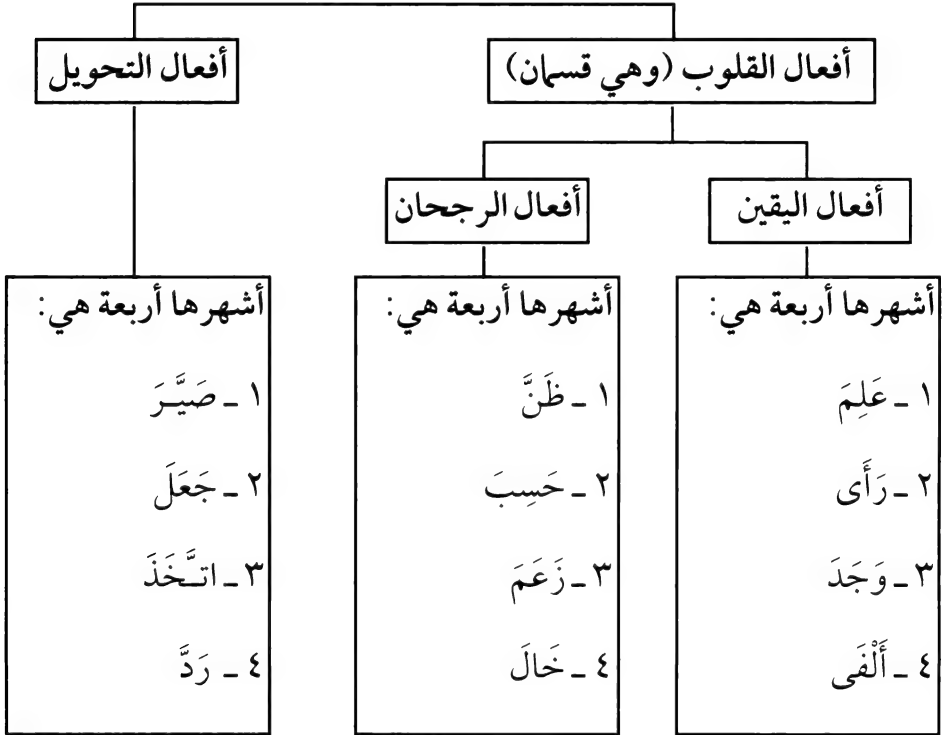 أفعال القلوب (وهي قسمان)
أفعال التحويل
أفعال اليقين
أفعال الرجحان
أشهرها أربعة هي:
١ ـ عَلِمَ
٢ ـ رَأَى
٣ ـ وَجَدَ
٤ ـ أَلْفَى
أشهرها أربعة هي:
١ ـ ظَنَّ
٢ ـ حَسِبَ
٣ ـ زَعَمَ
٤ ـ خَالَ
أشهرها أربعة هي:
١ ـ صَيَّرَ
٢ ـ جَعَلَ
٣ ـ اتَّخَذَ
٤ ـ رَدَّ